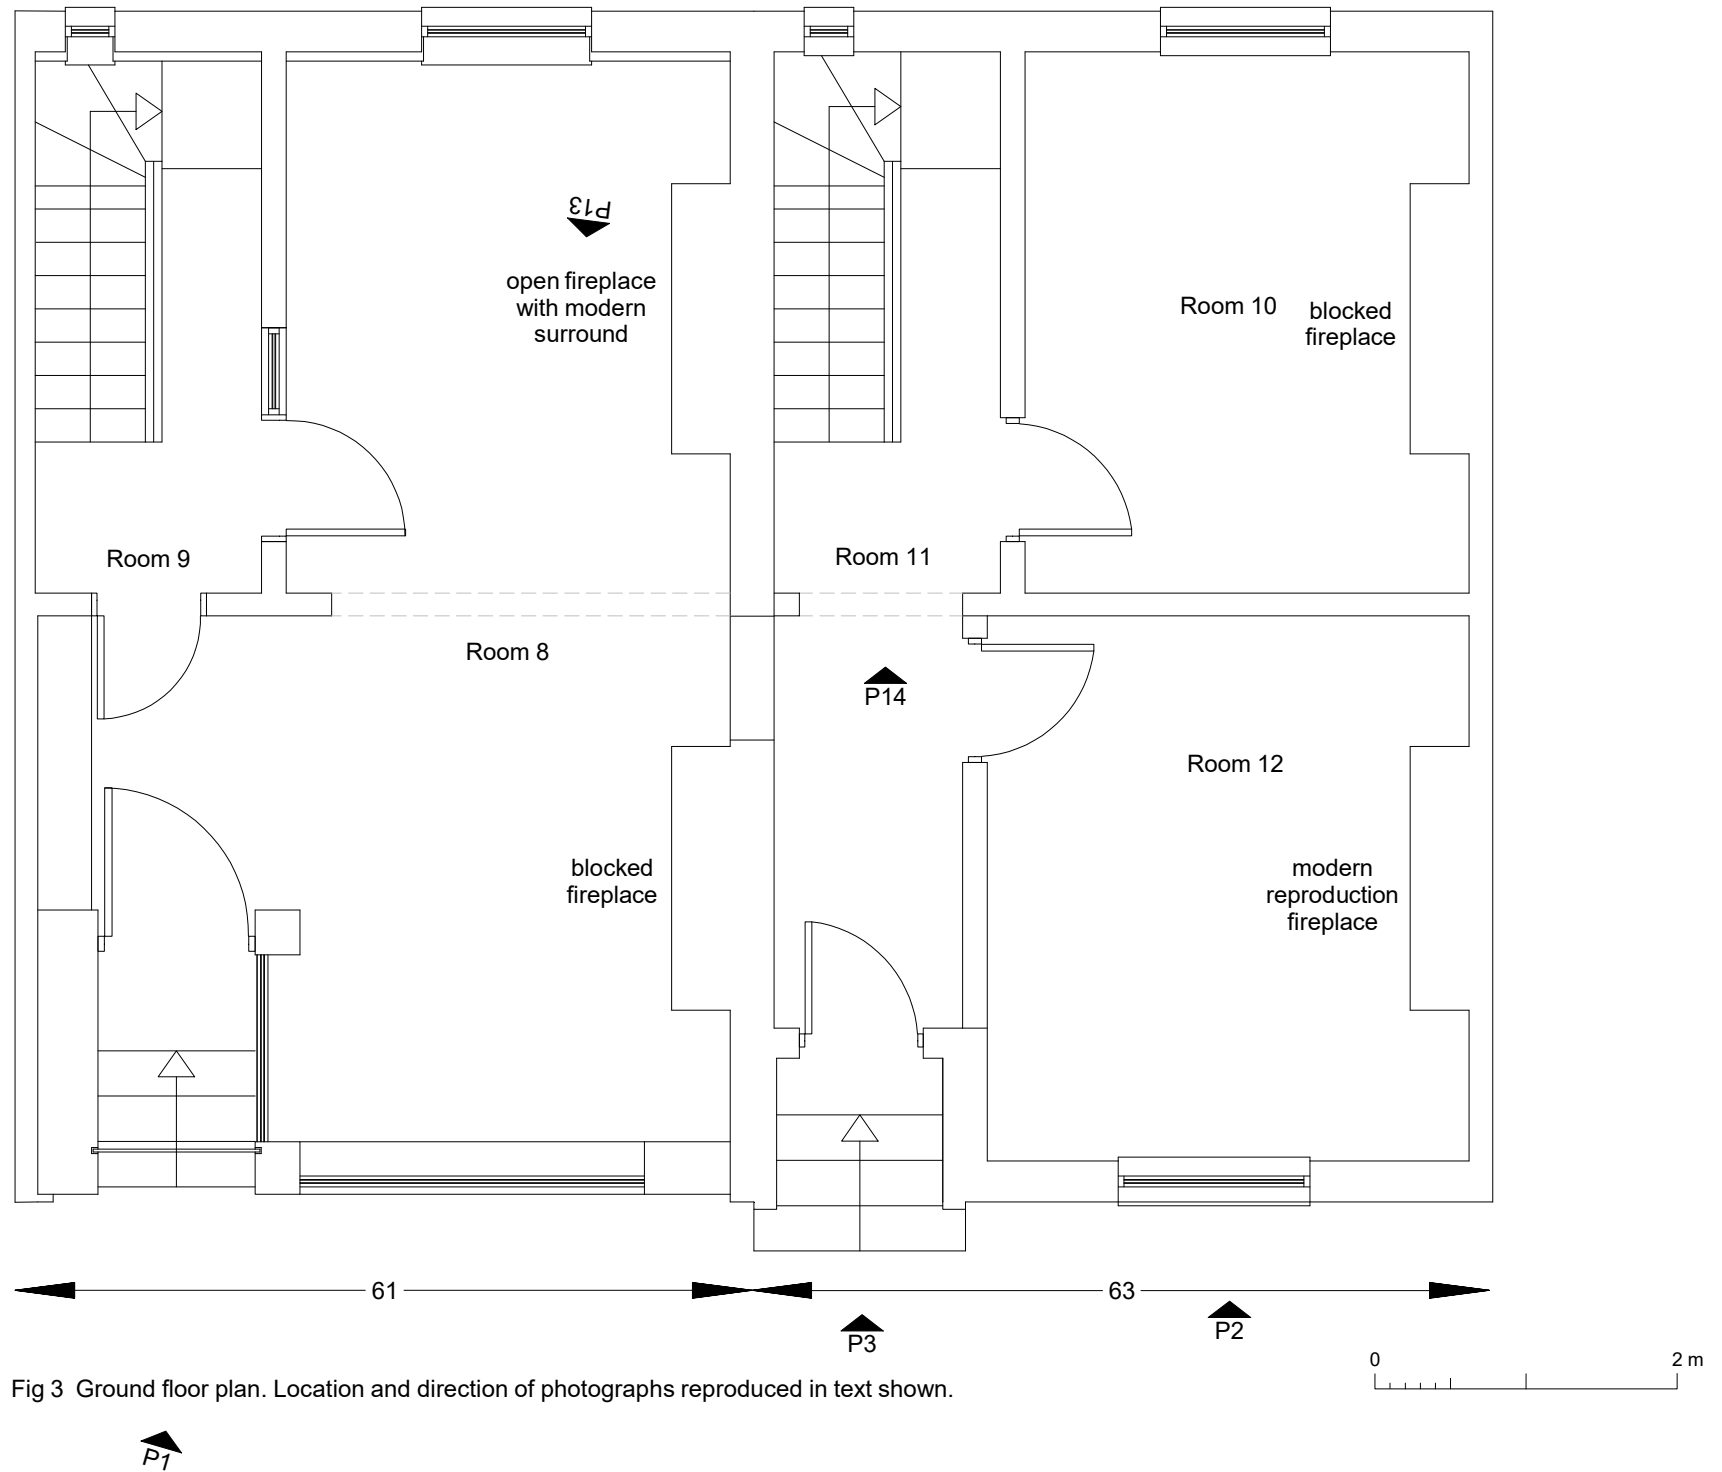 P13
open fireplace
with modern
surround
Room 10
blocked
fireplace
Room 9
Room 11
Room 8
P14
Room 12
blocked
fireplace
modern
reproduction
fireplace
61
63
P3
P2
0
2 m
Fig 3 Ground floor plan. Location and direction of photographs reproduced in text shown.
P1